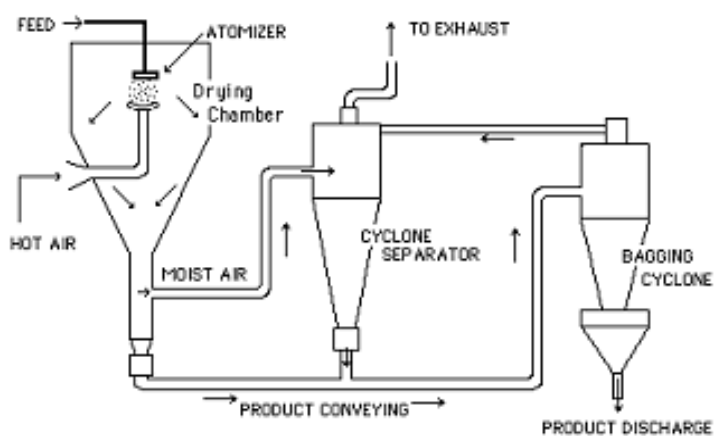 FEED
ATOMIZER
TO EXHAUST
Drying
Chamber
HOT AIR
MOIST AIR
CYCLONE
SEPARATOR
BAGGING
CYCLONE
PRODUCT CONVEYING
PRODUCT DISCHARGE